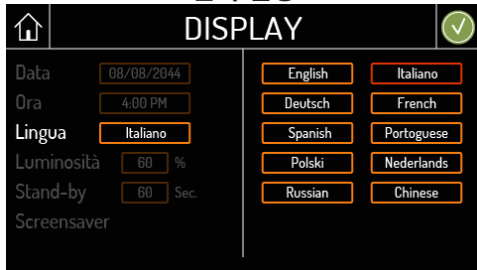 DISPLAY
Data 08/08/2044
Ora 4:00 PM
Lingua Italiano
Luminosità 60 %
Stand-by 60 Sec.
Screensaver
English Italiano
Deutsch French
Spanish Portoguese
Polski Nederlands
Russian Chinese